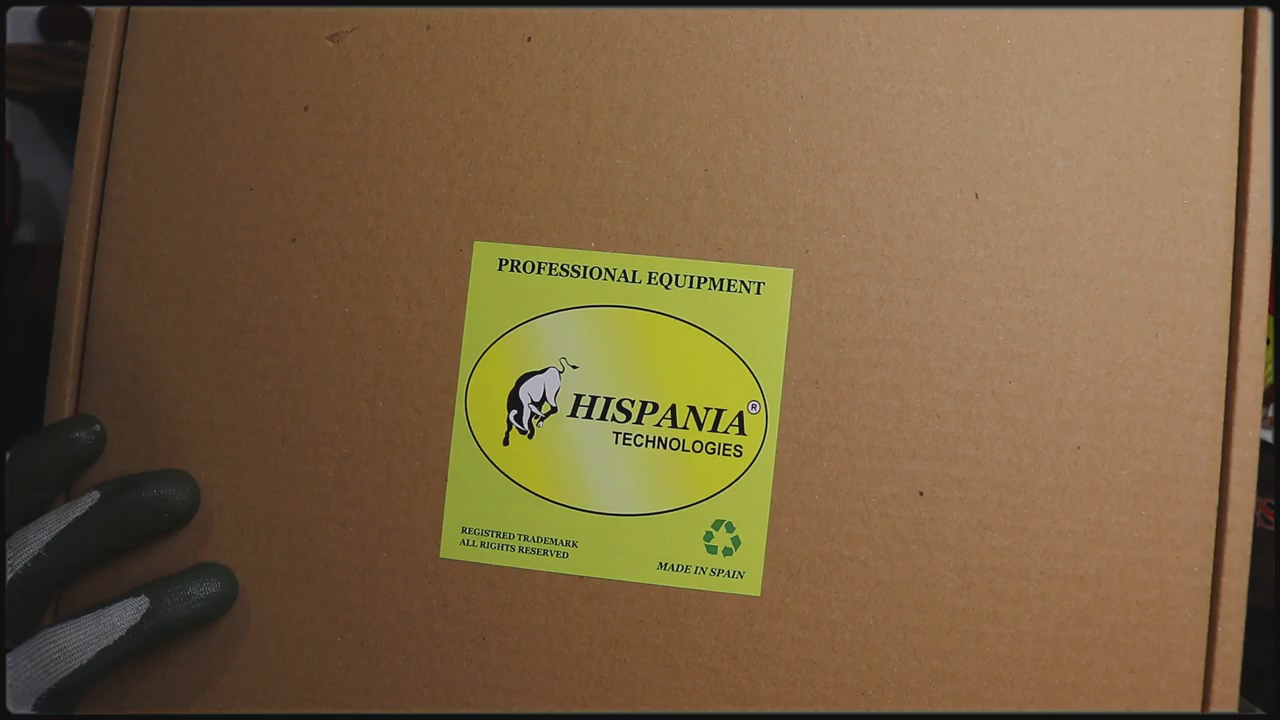 PROFESSIONAL EQUIPMENT
HISPANIA®
TECHNOLOGIES
REGISTRED TRADEMARK
ALL RIGHTS RESERVED
MADE IN SPAIN